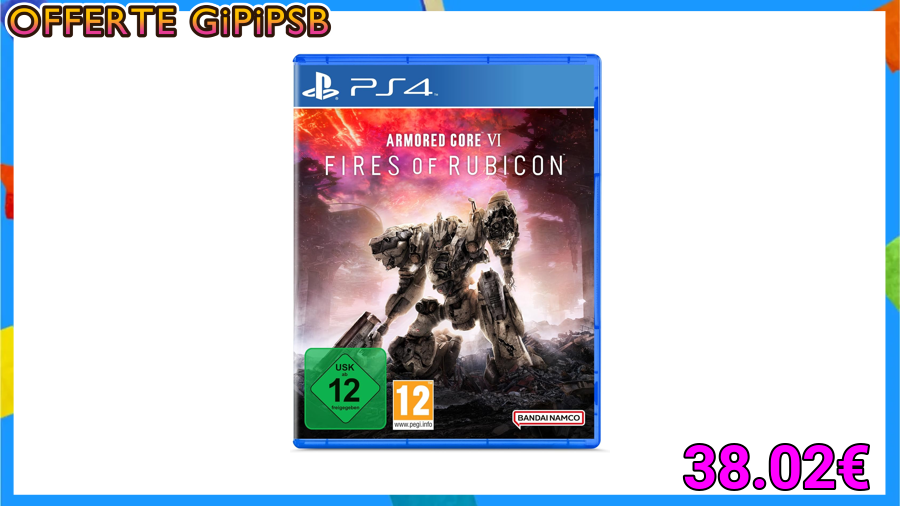 OFFERTE GiPiPSB
PS4
ARMORED CORE VI
FIRES OF RUBICON
USK
ab
12
freigegeben
12
www.pegi.info
BANDAI NAMCO
38.02€